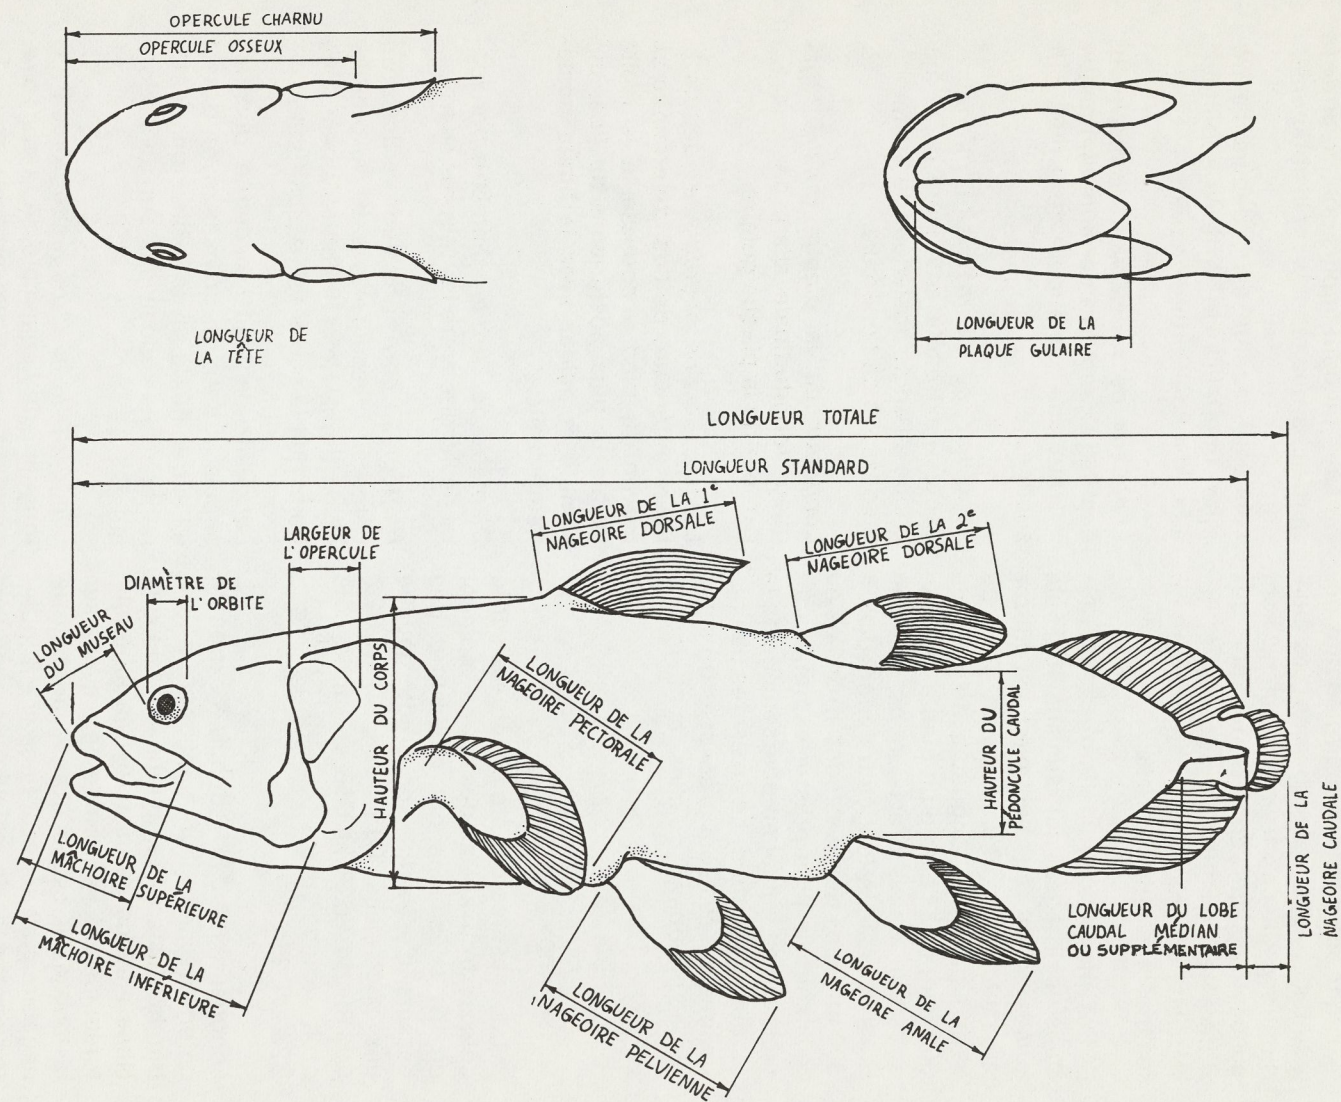 OPERCULE CHARNU
OPERCULE OSSEUX
LONGUEUR DE
LA TÊTE
LONGUEUR DE LA
PLAQUE GULAIRE
LONGUEUR TOTALE
LONGUEUR STANDARD
LONGUEUR DE LA 1e
NAGEOIRE DORSALE
LONGUEUR DE LA 2e
NAGEOIRE DORSALE
LARGEUR DE
L'OPERCULE
DIAMÈTRE DE
L'ORBITE
LONGUEUR
DU MUSEAU
HAUTEUR DU CORPS
LONGUEUR DE LA
NAGEOIRE PECTORALE
HAUTEUR DU
PÉDONCULE CAUDAL
LONGUEUR DE LA
MÂCHOIRE SUPÉRIEURE
LONGUEUR DE LA
MÂCHOIRE INFÉRIEURE
LONGUEUR DE LA
NAGEOIRE PELVIENNE
LONGUEUR DE LA
NAGEOIRE ANALE
LONGUEUR DU LOBE
CAUDAL MÉDIAN
OU SUPPLÉMENTAIRE
LONGUEUR DE LA
NAGEOIRE CAUDALE